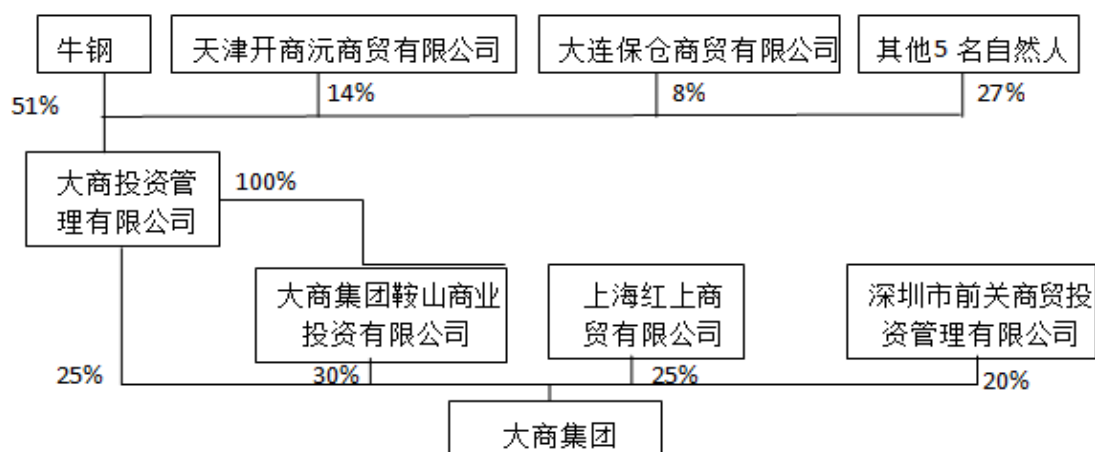 牛钢
天津开商沅商贸有限公司
大连保仓商贸有限公司
其他5 名自然人
51%
14%
8%
27%
大商投资管
理有限公司
100%
大商集团鞍山商业
投资有限公司
上海红上商
贸有限公司
深圳市前关商贸投
资管理有限公司
25%
30%
25%
20%
大商集团